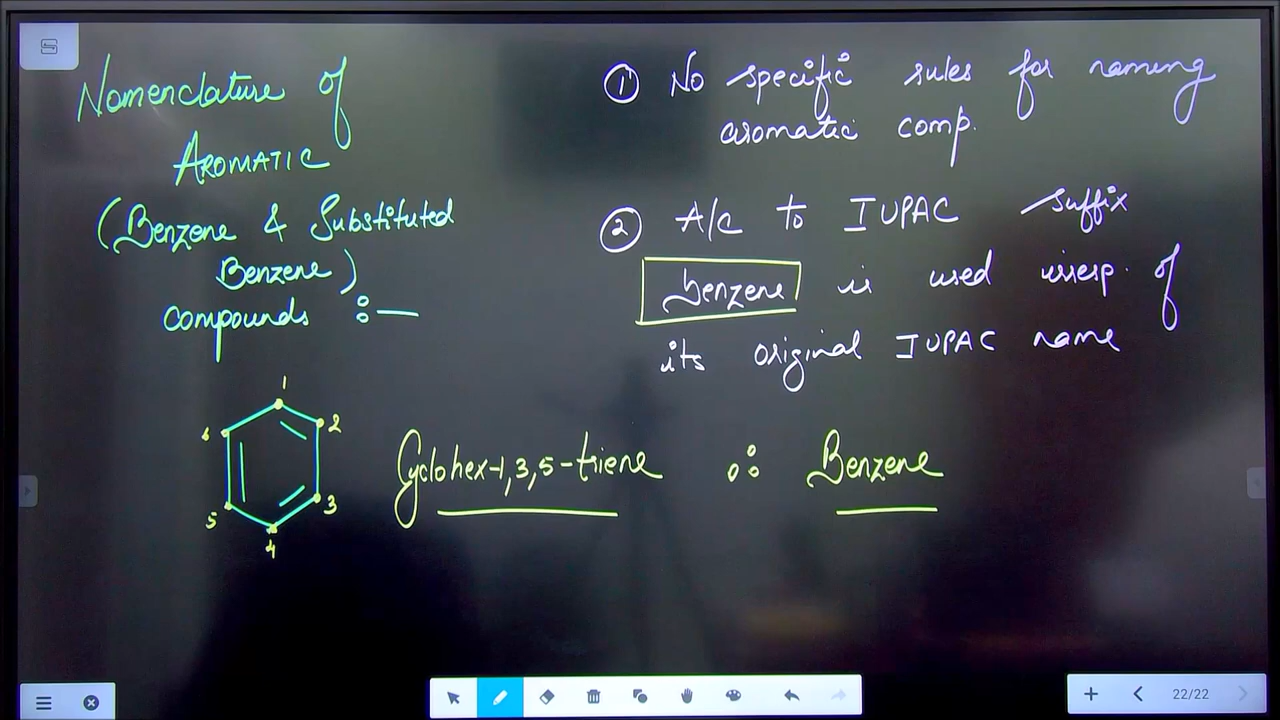 Nomenclature of
AROMATIC
(Benzene & Substituted
Benzene)
compounds :—
① No specific rules for naming
aromatic comp.
② A/C to IUPAC suffix
benzene is used irresp. of
its original IUPAC name
1
2
3
4
5
6
Cyclohex-1,3,5-triene ∴ Benzene
22/22